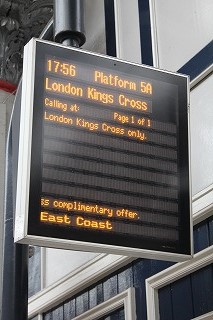 17:56 Platform 5A
London Kings Cross
Calling at: Page 1 of 1
London Kings Cross only.
ss complimentary offer.
East Coast